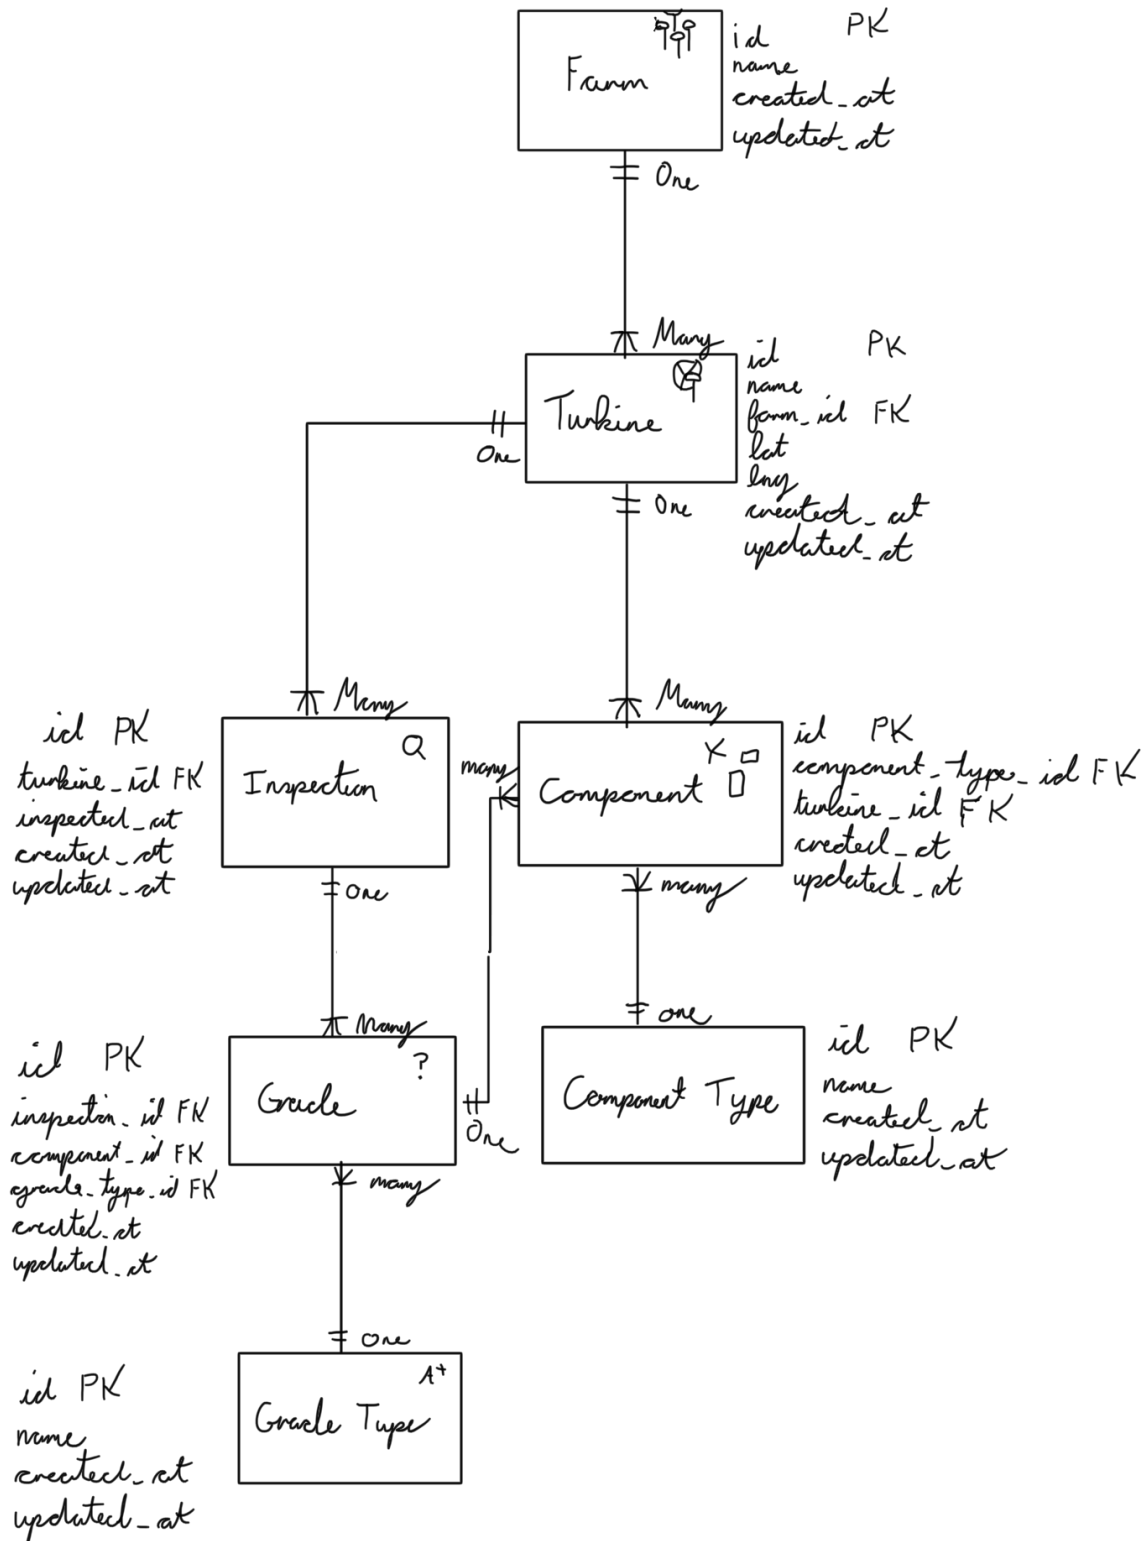 Farm
id PK
name
created_at
updated_at
One
Many
Turbine
id PK
name
farm_id FK
lat
lng
created_at
updated_at
One
One
Many
Many
id PK
turbine_id FK
inspected_at
created_at
updated_at
Inspection
many
Component
id PK
component_type_id FK
turbine_id FK
created_at
updated_at
One
many
Many
one
id PK
inspection_id FK
component_id FK
grade_type_id FK
created_at
updated_at
?
Grade
One
Component Type
id PK
name
created_at
updated_at
many
One
id PK
name
created_at
updated_at
A+
Grade Type